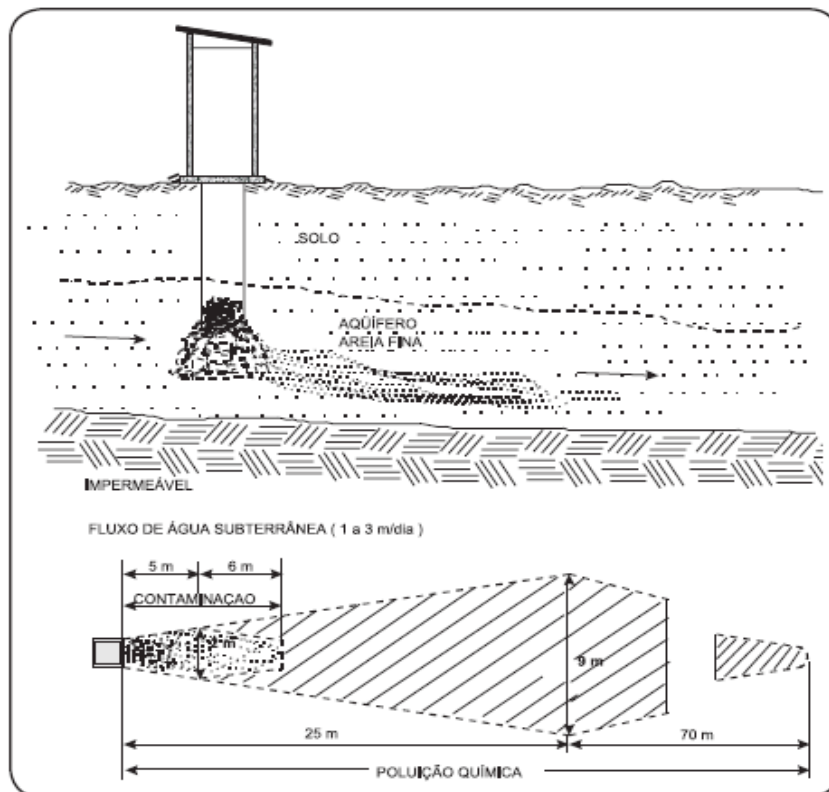 SOLO
AQÜÍFERO
AREIA FINA
IMPERMEÁVEL
FLUXO DE ÁGUA SUBTERRÂNEA ( 1 a 3 m/dia )
5 m 6 m
CONTAMINAÇAO
m
9 m
25 m 70 m
POLUIÇÃO QUÍMICA